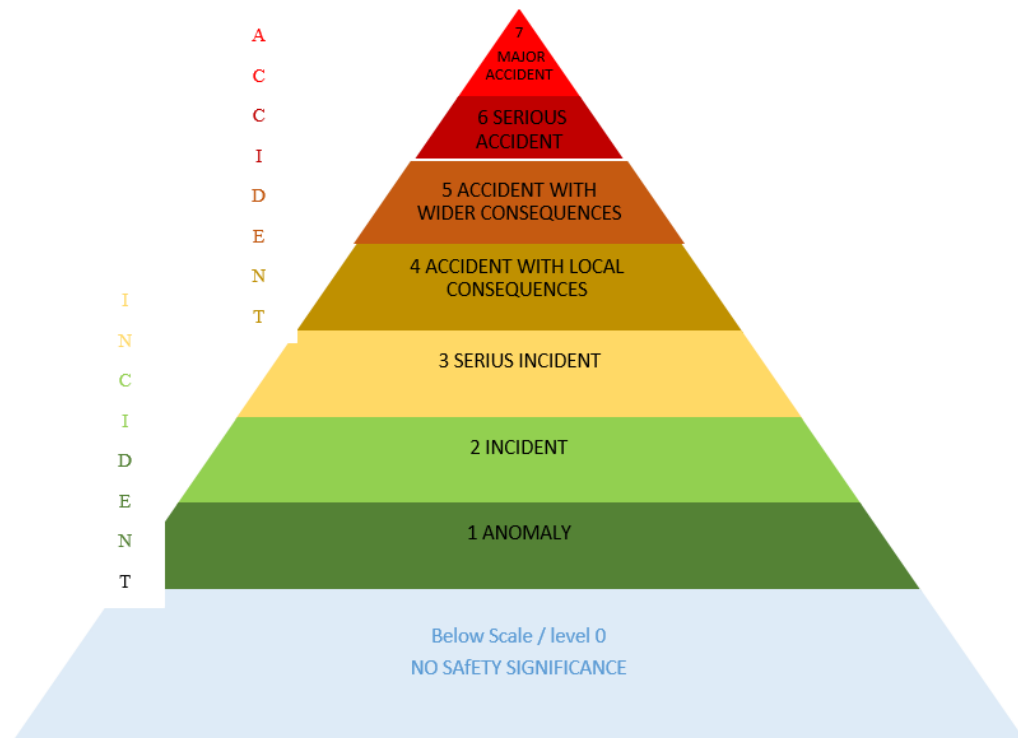 A
C
C
I
D
E
N
T
I
N
C
I
D
E
N
T
7
MAJOR
ACCIDENT
6 SERIOUS
ACCIDENT
5 ACCIDENT WITH
WIDER CONSEQUENCES
4 ACCIDENT WITH LOCAL
CONSEQUENCES
3 SERIUS INCIDENT
2 INCIDENT
1 ANOMALY
Below Scale / level 0
NO SAfETY SIGNIFICANCE